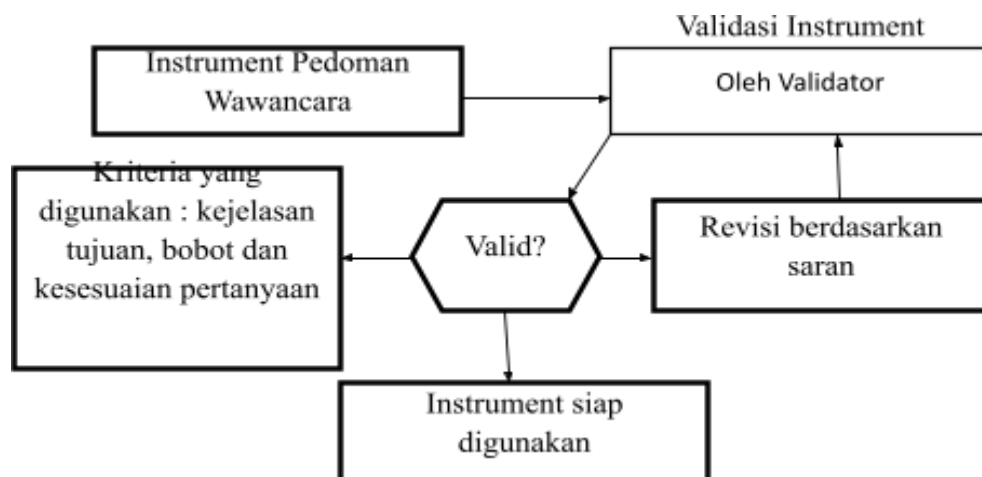 Validasi Instrument
Instrument Pedoman
Wawancara
Oleh Validator
Kriteria yang
digunakan : kejelasan
tujuan, bobot dan
kesesuaian pertanyaan
Valid?
Revisi berdasarkan
saran
Instrument siap
digunakan